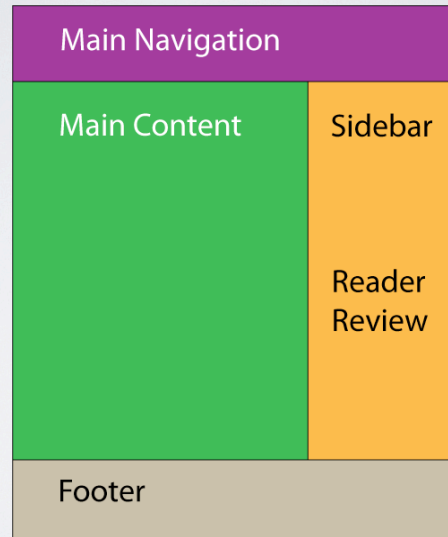 Main Navigation
Main Content
Sidebar
Reader
Review
Footer